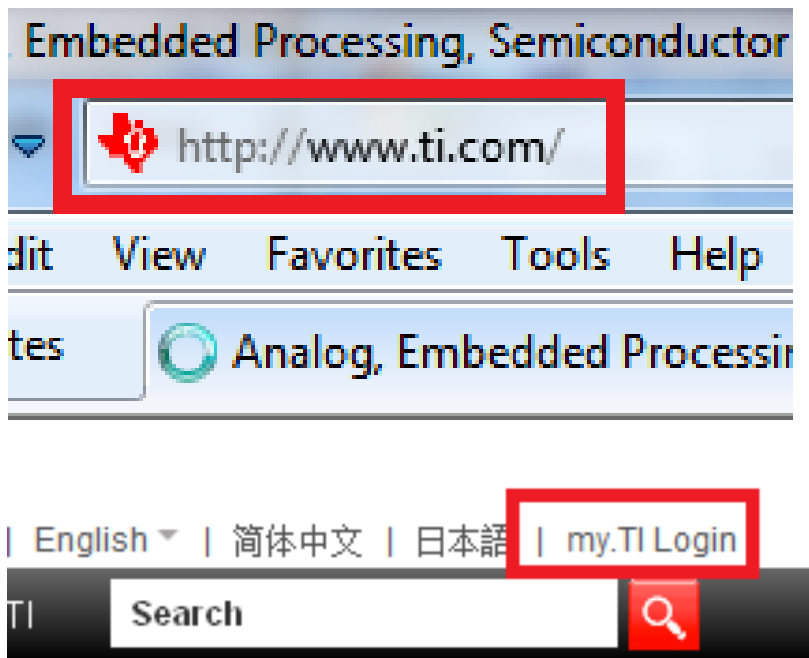 Embedded Processing, Semiconductor
http://www.ti.com/
dit View Favorites Tools Help
tes Analog, Embedded Processin
| English | 简体中文 | 日本語 | my.TI Login
TI Search